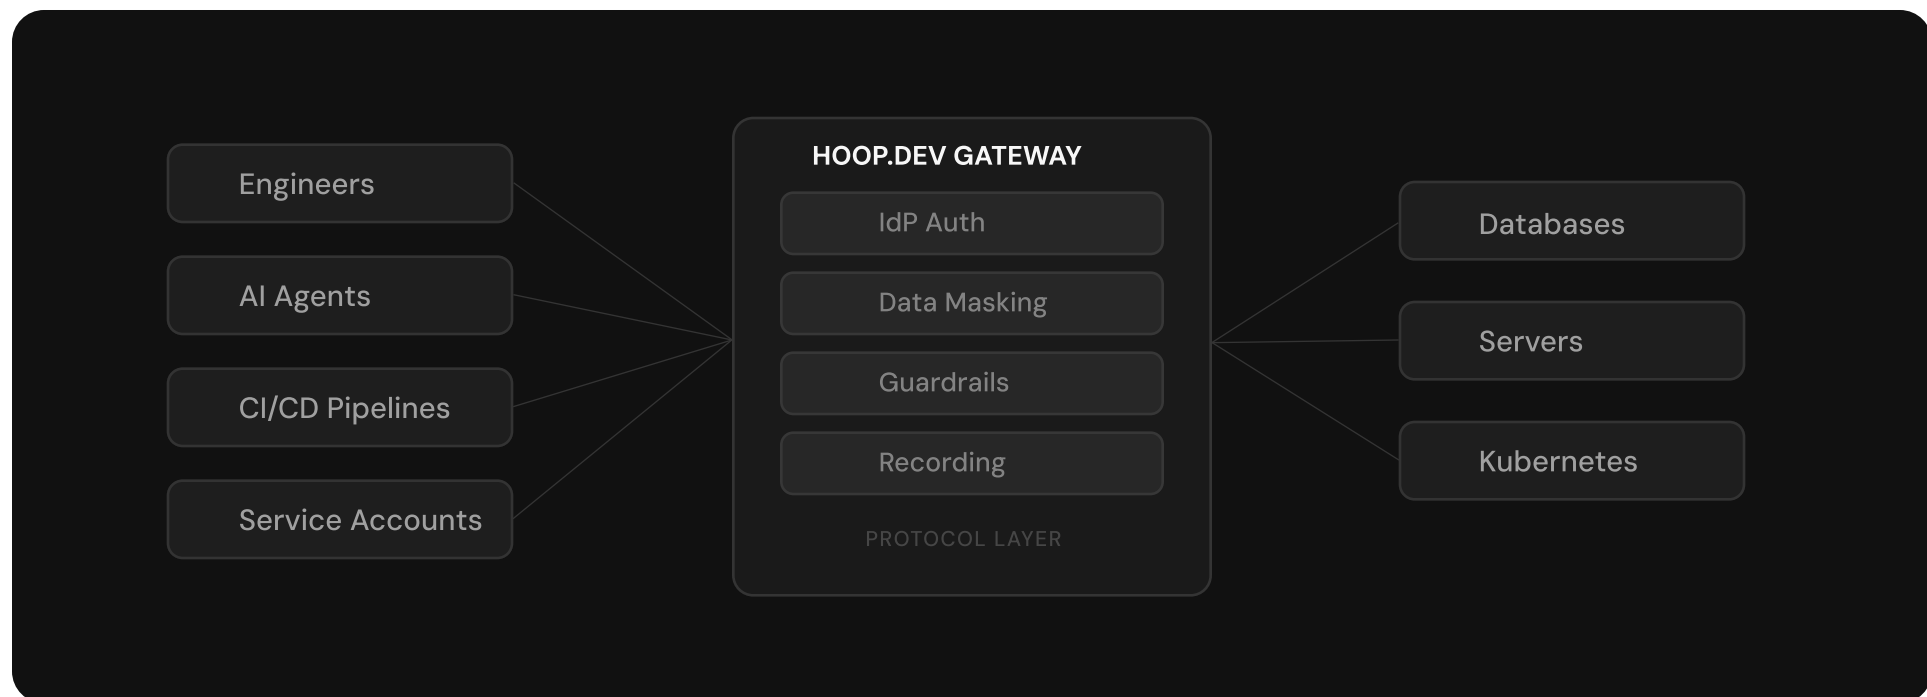 Engineers
AI Agents
CI/CD Pipelines
Service Accounts
HOOP.DEV GATEWAY
IdP Auth
Data Masking
Guardrails
Recording
PROTOCOL LAYER
Databases
Servers
Kubernetes